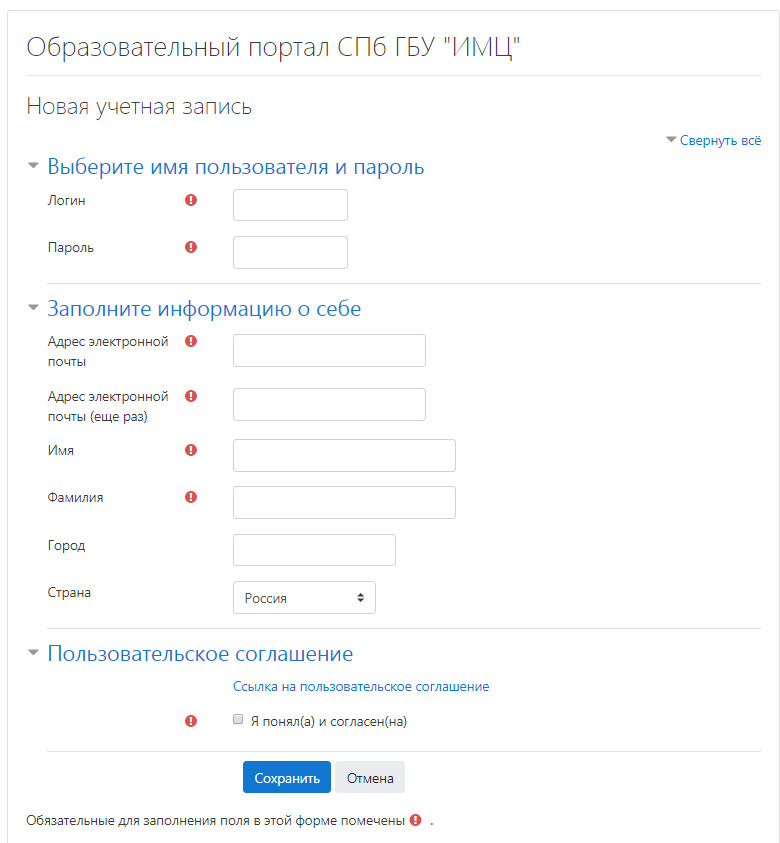 Образовательный портал СПб ГБУ "ИМЦ"
Новая учетная запись
Свернуть всё
Выберите имя пользователя и пароль
Логин
Пароль
Заполните информацию о себе
Адрес электронной
почты
Адрес электронной
почты (еще раз)
Имя
Фамилия
Город
Страна
Россия
Пользовательское соглашение
Ссылка на пользовательское соглашение
Я понял(а) и согласен(на)
Сохранить Отмена
Обязательные для заполнения поля в этой форме помечены .